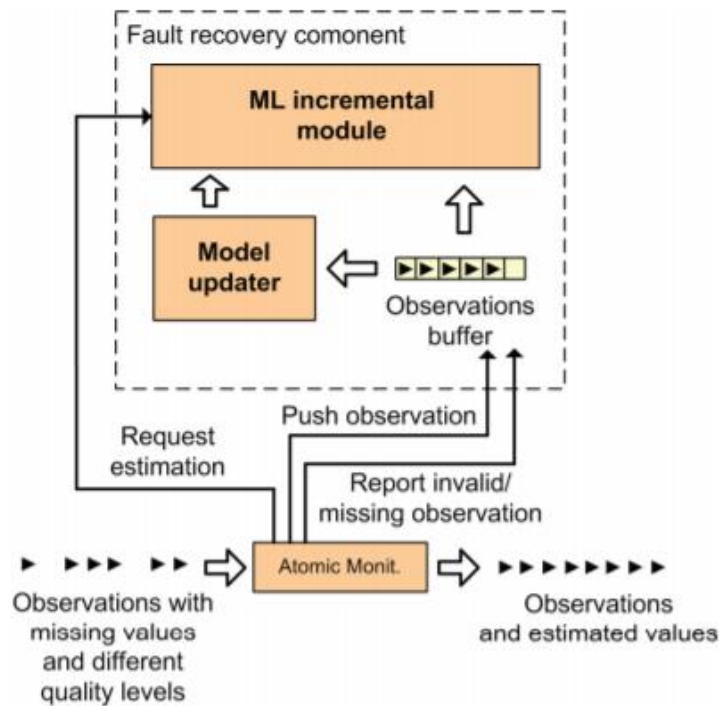 Fault recovery comonent
ML incremental
module
Model
updater
Observations
buffer
Push observation
Request
estimation
Report invalid/
missing observation
Atomic Monit.
Observations with
missing values
and different
quality levels
Observations
and estimated values